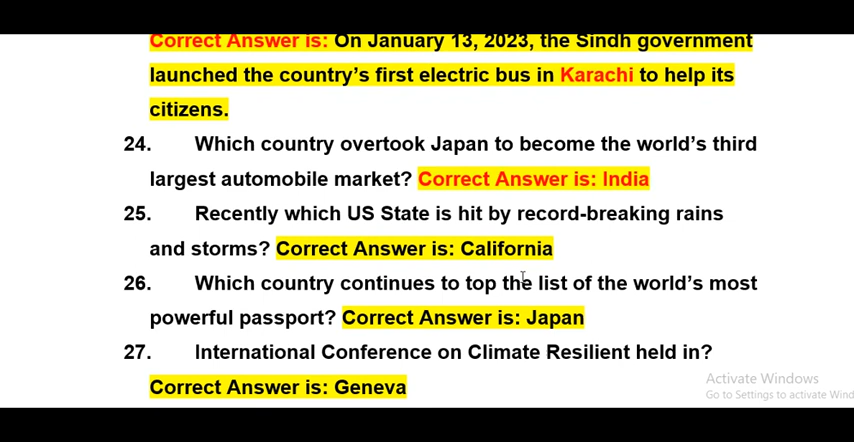 Correct Answer is: On January 13, 2023, the Sindh government
launched the country's first electric bus in Karachi to help its
citizens.
24. Which country overtook Japan to become the world's third
largest automobile market? Correct Answer is: India
25. Recently which US State is hit by record-breaking rains
and storms? Correct Answer is: California
26. Which country continues to top the list of the world's most
powerful passport? Correct Answer is: Japan
27. International Conference on Climate Resilient held in?
Correct Answer is: Geneva
Activate Windows
Go to Settings to activate Wind